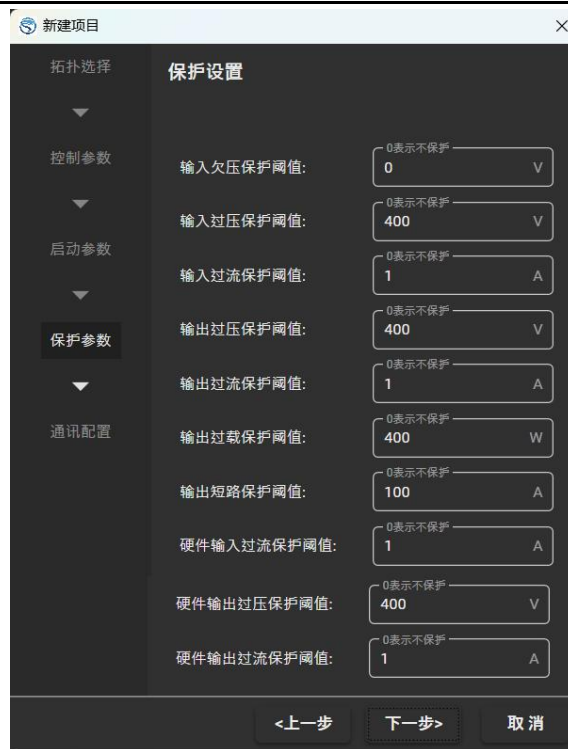 新建项目
拓扑选择
控制参数
启动参数
保护参数
通讯配置
保护设置
输入欠压保护阈值: 0表示不保护 0 V
输入过压保护阈值: 0表示不保护 400 V
输入过流保护阈值: 0表示不保护 1 A
输出过压保护阈值: 0表示不保护 400 V
输出过流保护阈值: 0表示不保护 1 A
输出过载保护阈值: 0表示不保护 400 W
输出短路保护阈值: 0表示不保护 100 A
硬件输入过流保护阈值: 0表示不保护 1 A
硬件输出过压保护阈值: 0表示不保护 400 V
硬件输出过流保护阈值: 0表示不保护 1 A
<上一步 下一步> 取消